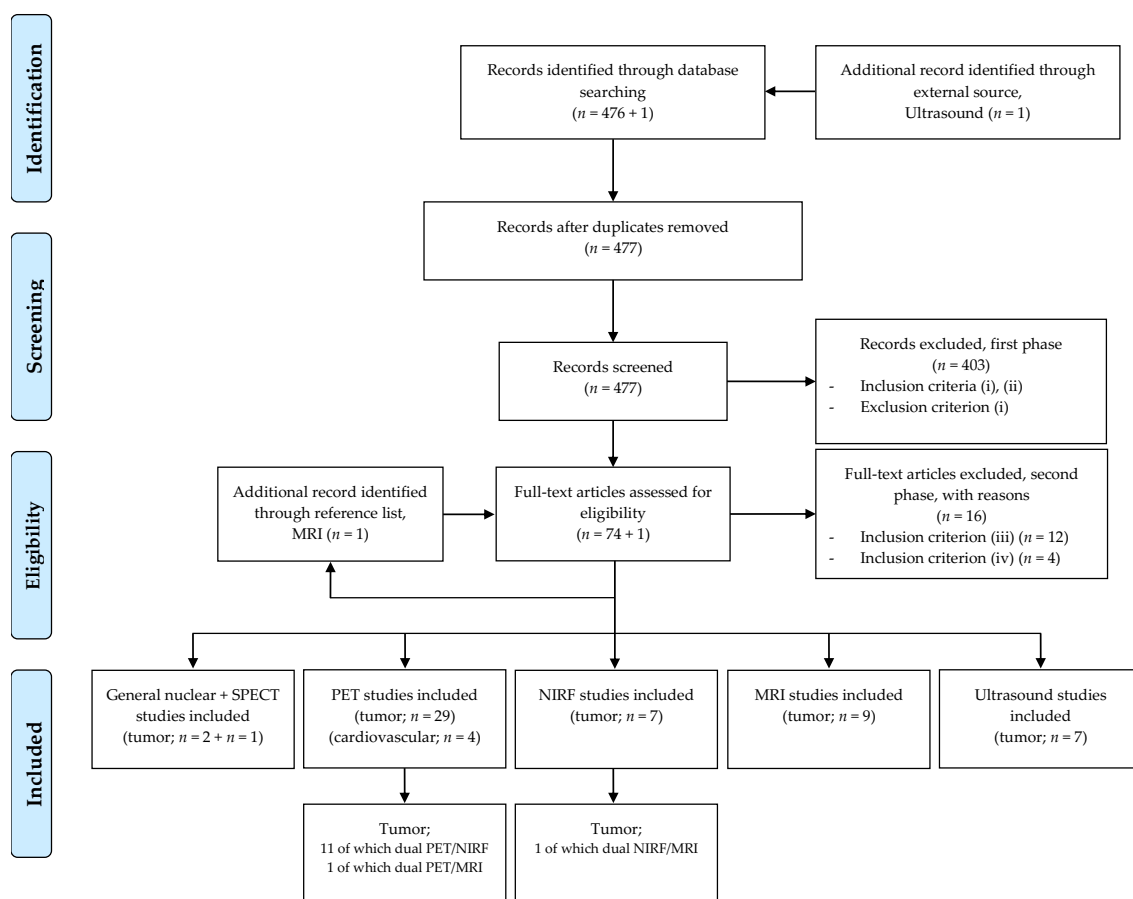 Identification
Records identified through database
searching
(n = 476 + 1)
Additional record identified through
external source,
Ultrasound (n = 1)
Records after duplicates removed
(n = 477)
Screening
Records screened
(n = 477)
Records excluded, first phase
(n = 403)
- Inclusion criteria (i), (ii)
- Exclusion criterion (i)
Eligibility
Additional record identified
through reference list,
MRI (n = 1)
Full-text articles assessed for
eligibility
(n = 74 + 1)
Full-text articles excluded, second
phase, with reasons
(n = 16)
- Inclusion criterion (iii) (n = 12)
- Inclusion criterion (iv) (n = 4)
Included
General nuclear + SPECT
studies included
(tumor; n = 2 + n = 1)
PET studies included
(tumor; n = 29)
(cardiovascular; n = 4)
NIRF studies included
(tumor; n = 7)
MRI studies included
(tumor; n = 9)
Ultrasound studies
included
(tumor; n = 7)
Tumor;
11 of which dual PET/NIRF
1 of which dual PET/MRI
Tumor;
1 of which dual NIRF/MRI